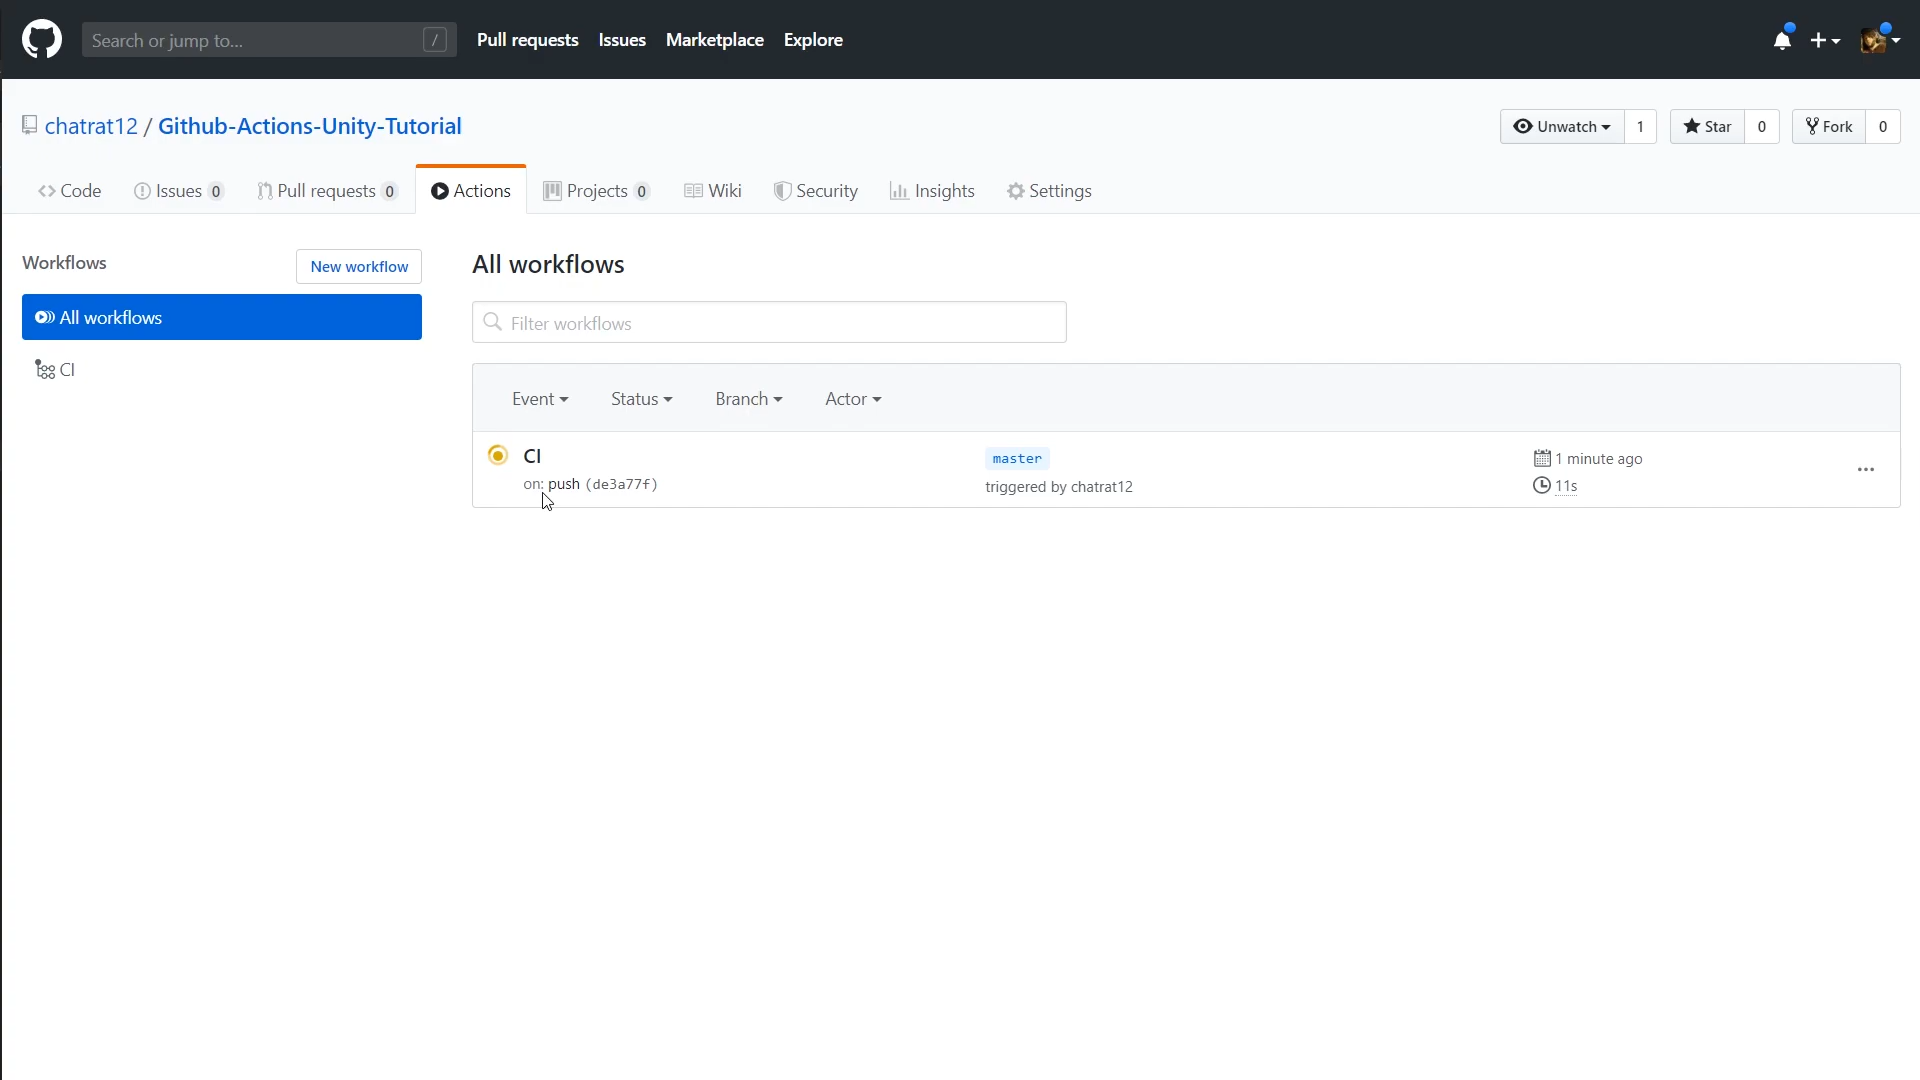 Search or jump to... /
Pull requests Issues Marketplace Explore
chatrat12 / Github-Actions-Unity-Tutorial
Unwatch 1 Star 0 Fork 0
Code Issues 0 Pull requests 0 Actions Projects 0 Wiki Security Insights Settings
Workflows
New workflow
All workflows
CI
All workflows
Filter workflows
Event Status Branch Actor
CI
on: push (de3a77f)
master
triggered by chatrat12
1 minute ago
11s